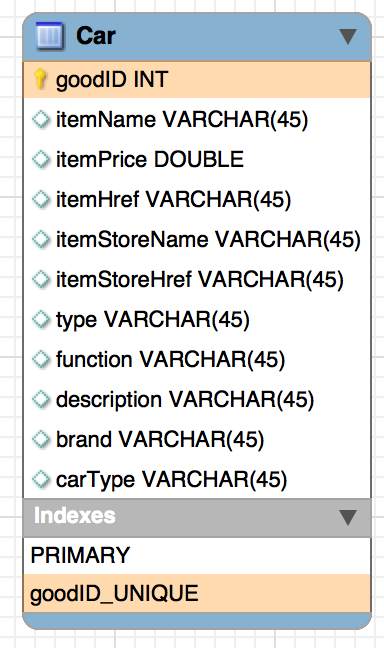 Car
goodID INT
itemName VARCHAR(45)
itemPrice DOUBLE
itemHref VARCHAR(45)
itemStoreName VARCHAR(45)
itemStoreHref VARCHAR(45)
type VARCHAR(45)
function VARCHAR(45)
description VARCHAR(45)
brand VARCHAR(45)
carType VARCHAR(45)
Indexes
PRIMARY
goodID_UNIQUE